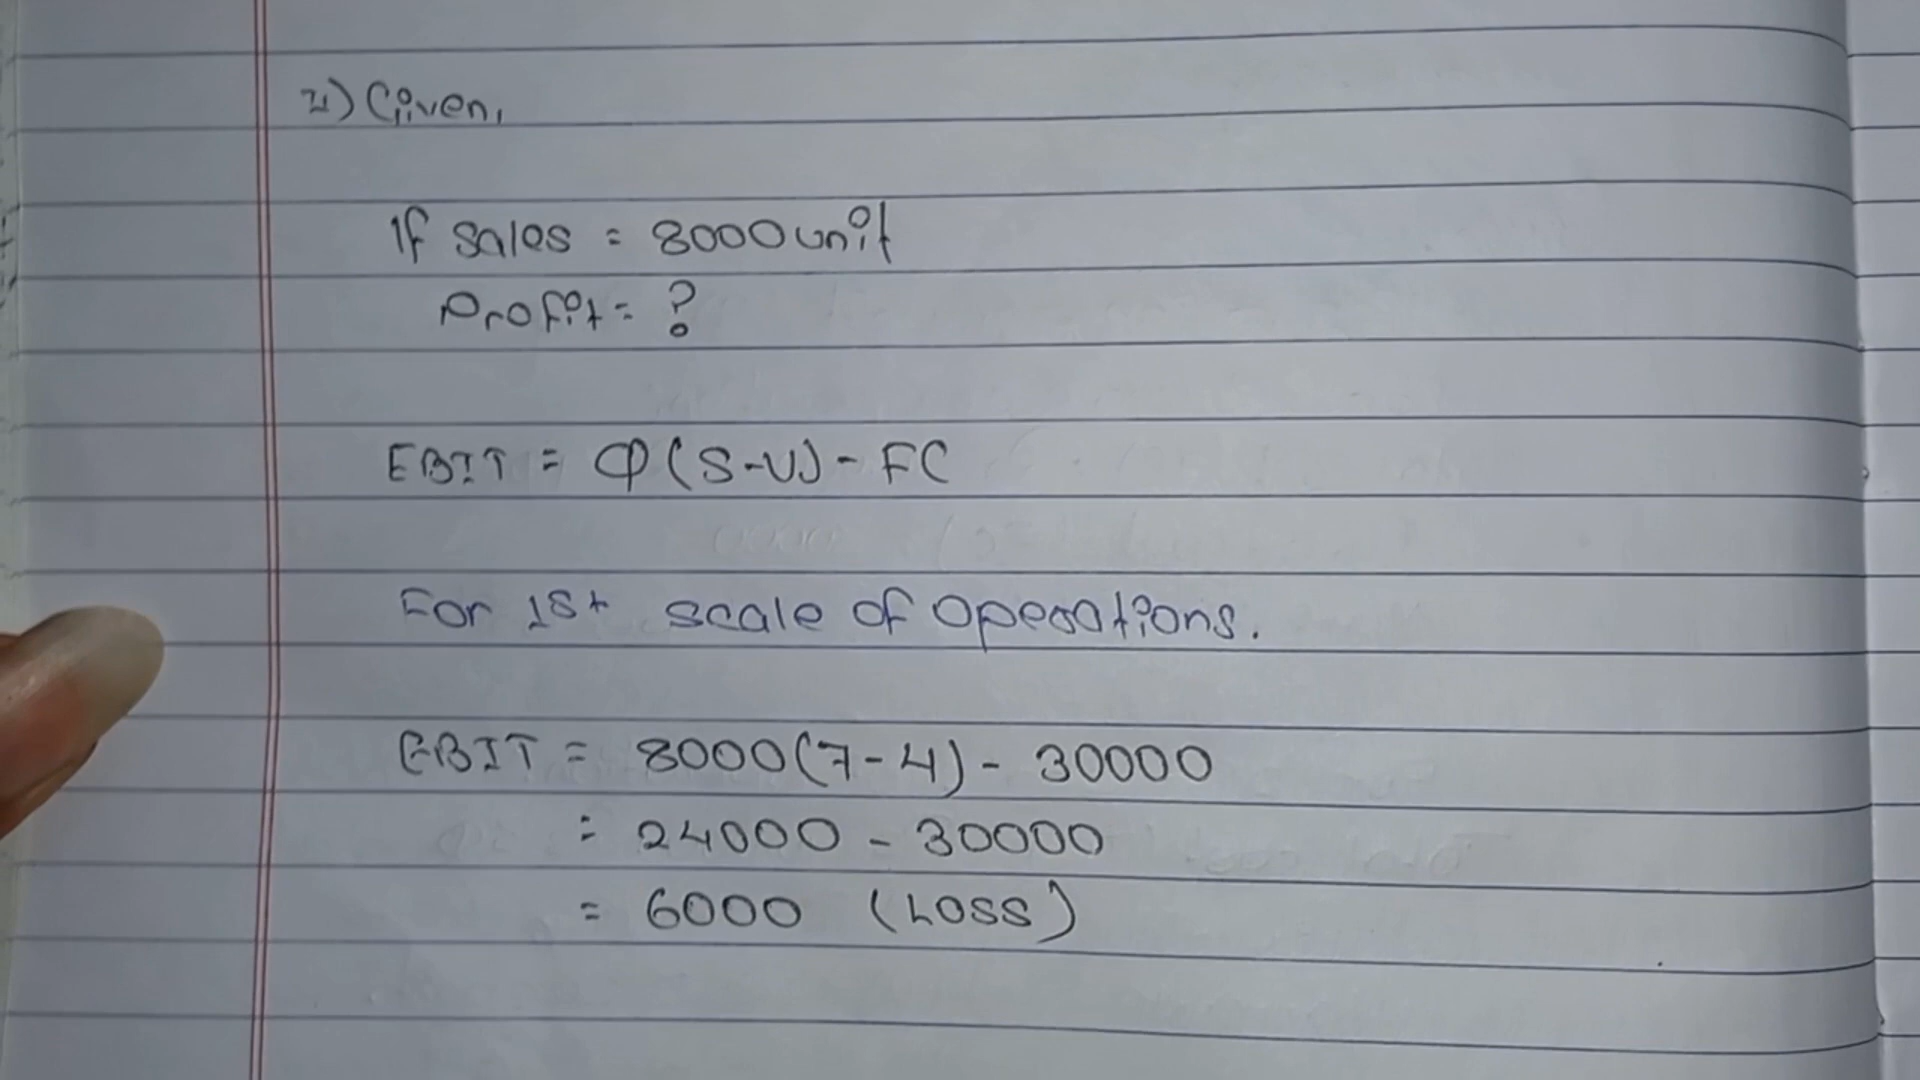 2) Given,
If sales = 8000 unit
Profit = ?
EBIT = Q (S-V) - FC
For 1st scale of operations.
EBIT = 8000 (7-4) - 30000
= 24000 - 30000
= 6000 (Loss)